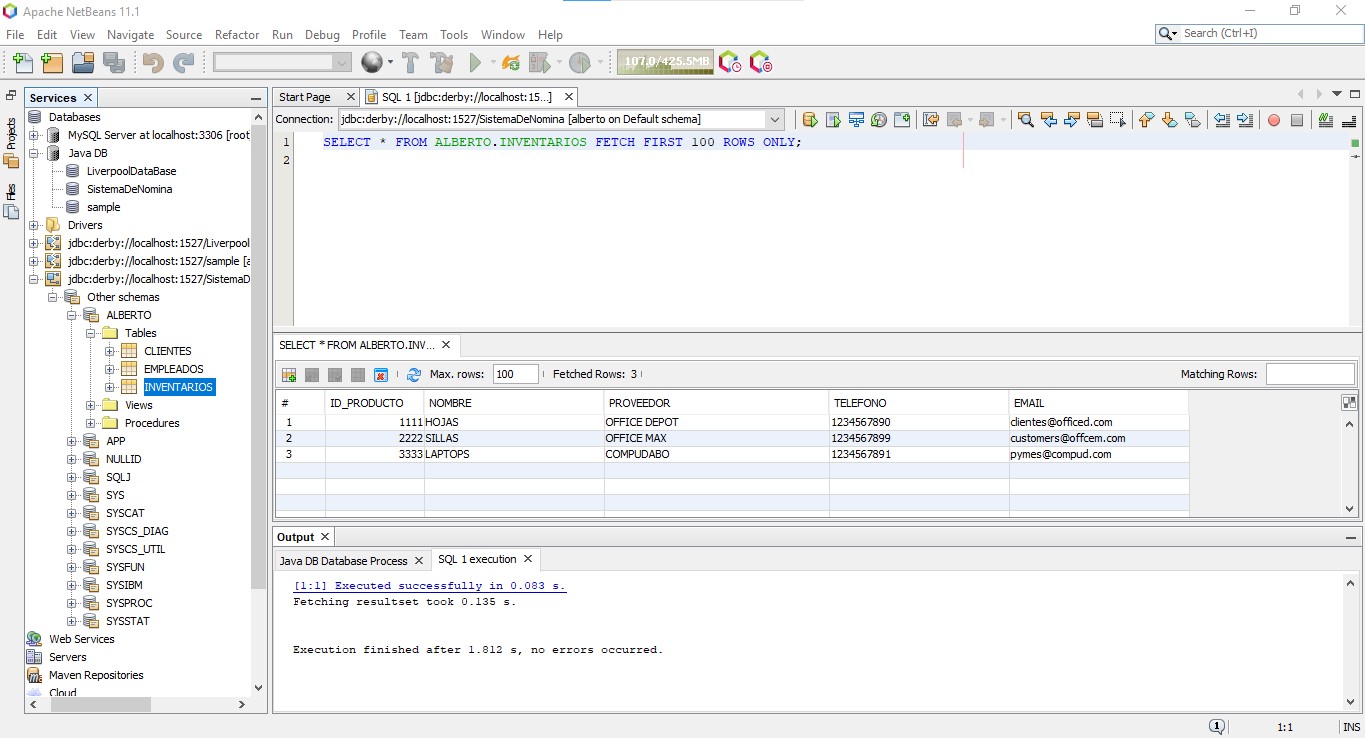 Apache NetBeans 11.1
File Edit View Navigate Source Refactor Run Debug Profile Team Tools Window Help
Search (Ctrl+I)
107.0/425.5MB
Projects
Files
Services
Databases
MySQL Server at localhost:3306 [root
Java DB
LiverpoolDataBase
SistemaDeNomina
sample
Drivers
jdbc:derby://localhost:1527/Liverpool
jdbc:derby://localhost:1527/sample [a
jdbc:derby://localhost:1527/SistemaD
Other schemas
ALBERTO
Tables
CLIENTES
EMPLEADOS
INVENTARIOS
Views
Procedures
APP
NULLID
SQLJ
SYS
SYSCAT
SYSCS_DIAG
SYSCS_UTIL
SYSFUN
SYSIBM
SYSPROC
SYSSTAT
Web Services
Servers
Maven Repositories
Cloud
Start Page
SQL 1 [jdbc:derby://localhost:15...]
Connection: jdbc:derby://localhost:1527/SistemaDeNomina [alberto on Default schema]
1 SELECT * FROM ALBERTO.INVENTARIOS FETCH FIRST 100 ROWS ONLY;
2
SELECT * FROM ALBERTO.INV...
Max. rows: 100 Fetched Rows: 3 Matching Rows:
# ID_PRODUCTO NOMBRE PROVEEDOR TELEFONO EMAIL
1 1111 HOJAS OFFICE DEPOT 1234567890 clientes@officed.com
2 2222 SILLAS OFFICE MAX 1234567899 customers@offcem.com
3 3333 LAPTOPS COMPUDABO 1234567891 pymes@compud.com
Output
Java DB Database Process SQL 1 execution
[1:1] Executed successfully in 0.083 s.
Fetching resultset took 0.135 s.
Execution finished after 1.812 s, no errors occurred.
1 1:1 INS